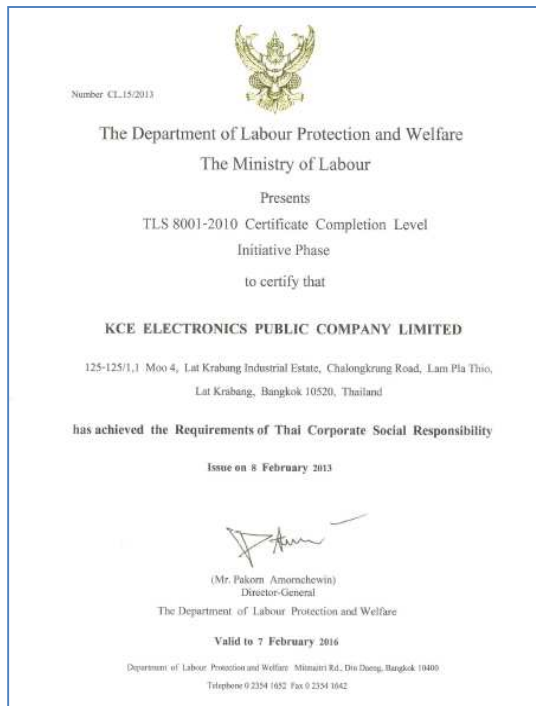 Number CL.15/2013
The Department of Labour Protection and Welfare
The Ministry of Labour
Presents
TLS 8001-2010 Certificate Completion Level
Initiative Phase
to certify that
KCE ELECTRONICS PUBLIC COMPANY LIMITED
125-125/1,1 Moo 4, Lat Krabang Industrial Estate, Chalongkrung Road, Lam Pla Thio,
Lat Krabang, Bangkok 10520, Thailand
has achieved the Requirements of Thai Corporate Social Responsibility
Issue on 8 February 2013
(Mr. Pakorn Amornchewin)
Director-General
The Department of Labour Protection and Welfare
Valid to 7 February 2016
Department of Labour Protection and Welfare Mitmaitri Rd., Din Daeng, Bangkok 10400
Telephone 0 2354 1652 Fax 0 2354 1642